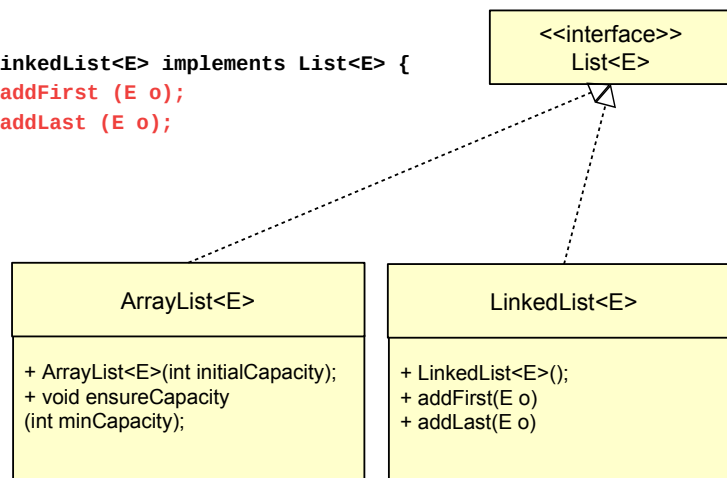 inkedList<E> implements List<E> {
addFirst (E o);
addLast (E o);
<<interface>>
List<E>
ArrayList<E>
+ ArrayList<E>(int initialCapacity);
+ void ensureCapacity
(int minCapacity);
LinkedList<E>
+ LinkedList<E>();
+ addFirst(E o)
+ addLast(E o)